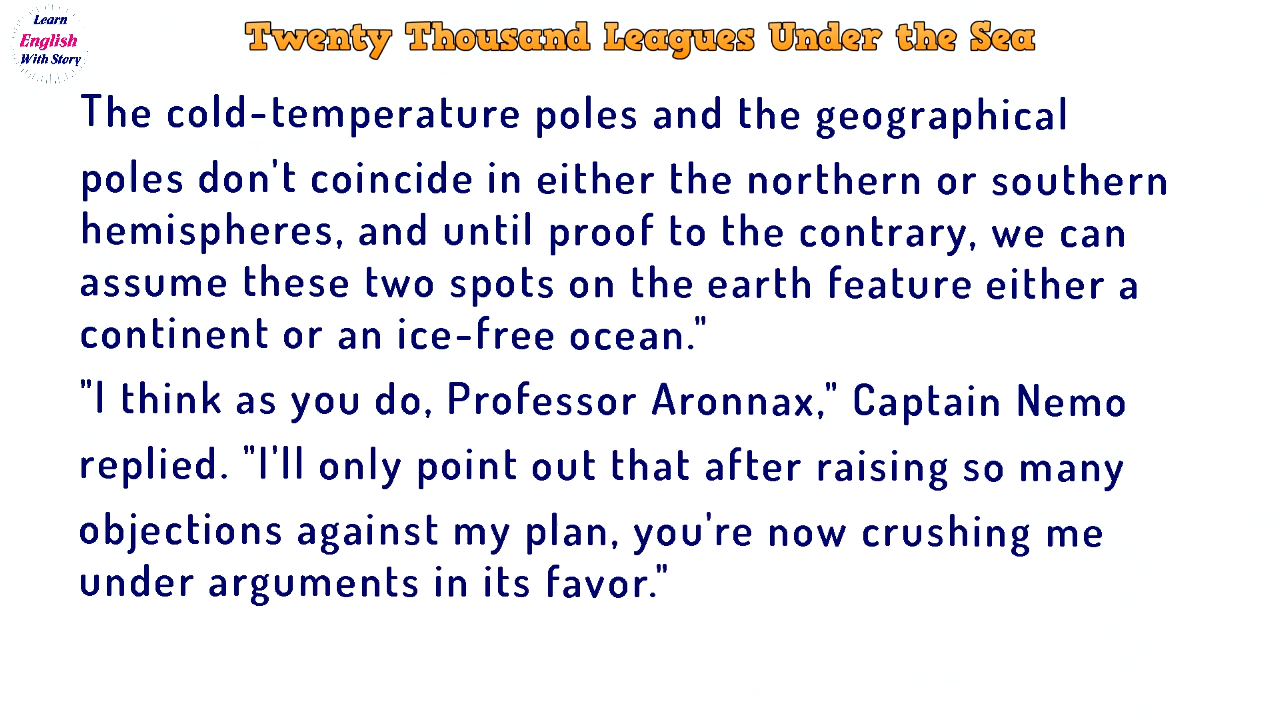 Learn
English
With Story
Twenty Thousand Leagues Under the Sea
The cold-temperature poles and the geographical
poles don't coincide in either the northern or southern
hemispheres, and until proof to the contrary, we can
assume these two spots on the earth feature either a
continent or an ice-free ocean."
"I think as you do, Professor Aronnax," Captain Nemo
replied. "I'll only point out that after raising so many
objections against my plan, you're now crushing me
under arguments in its favor."